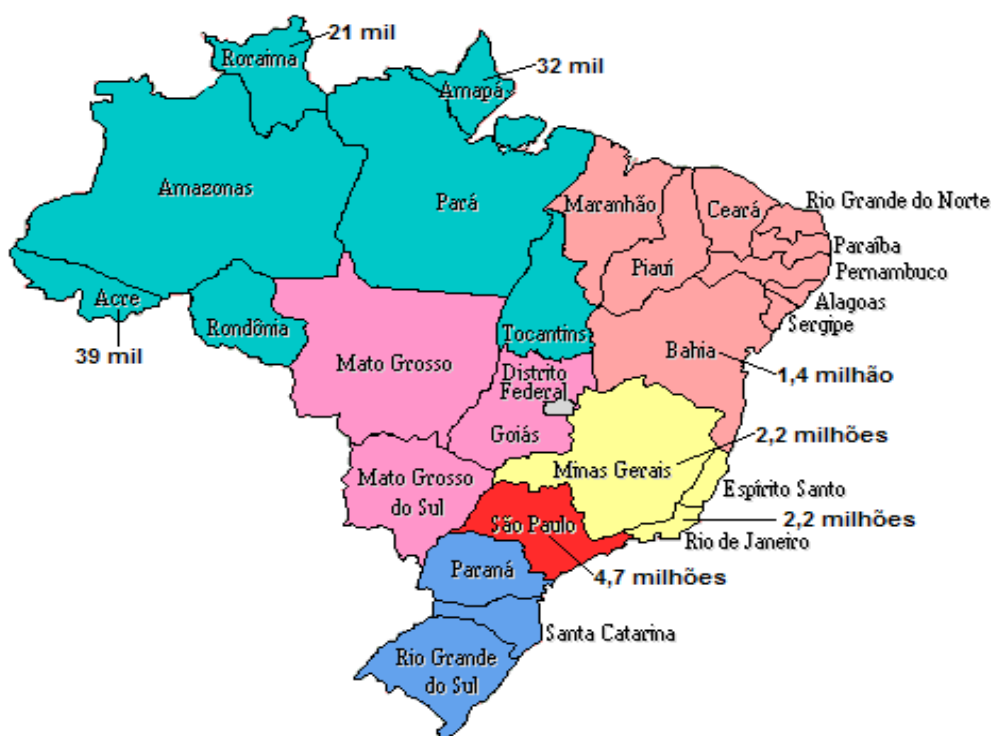 21 mil
Roraima
32 mil
Amapá
Amazonas
Pará
Maranhão
Ceará
Rio Grande do Norte
Paraíba
Piauí
Pernambuco
Acre
Alagoas
Rondônia
Tocantins
Sergipe
39 mil
Mato Grosso
Bahia
Distrito
Federal
1,4 milhão
Goiás
2,2 milhões
Mato Grosso
do Sul
Minas Gerais
Espírito Santo
2,2 milhões
São Paulo
Rio de Janeiro
Paraná
4,7 milhões
Santa Catarina
Rio Grande
do Sul